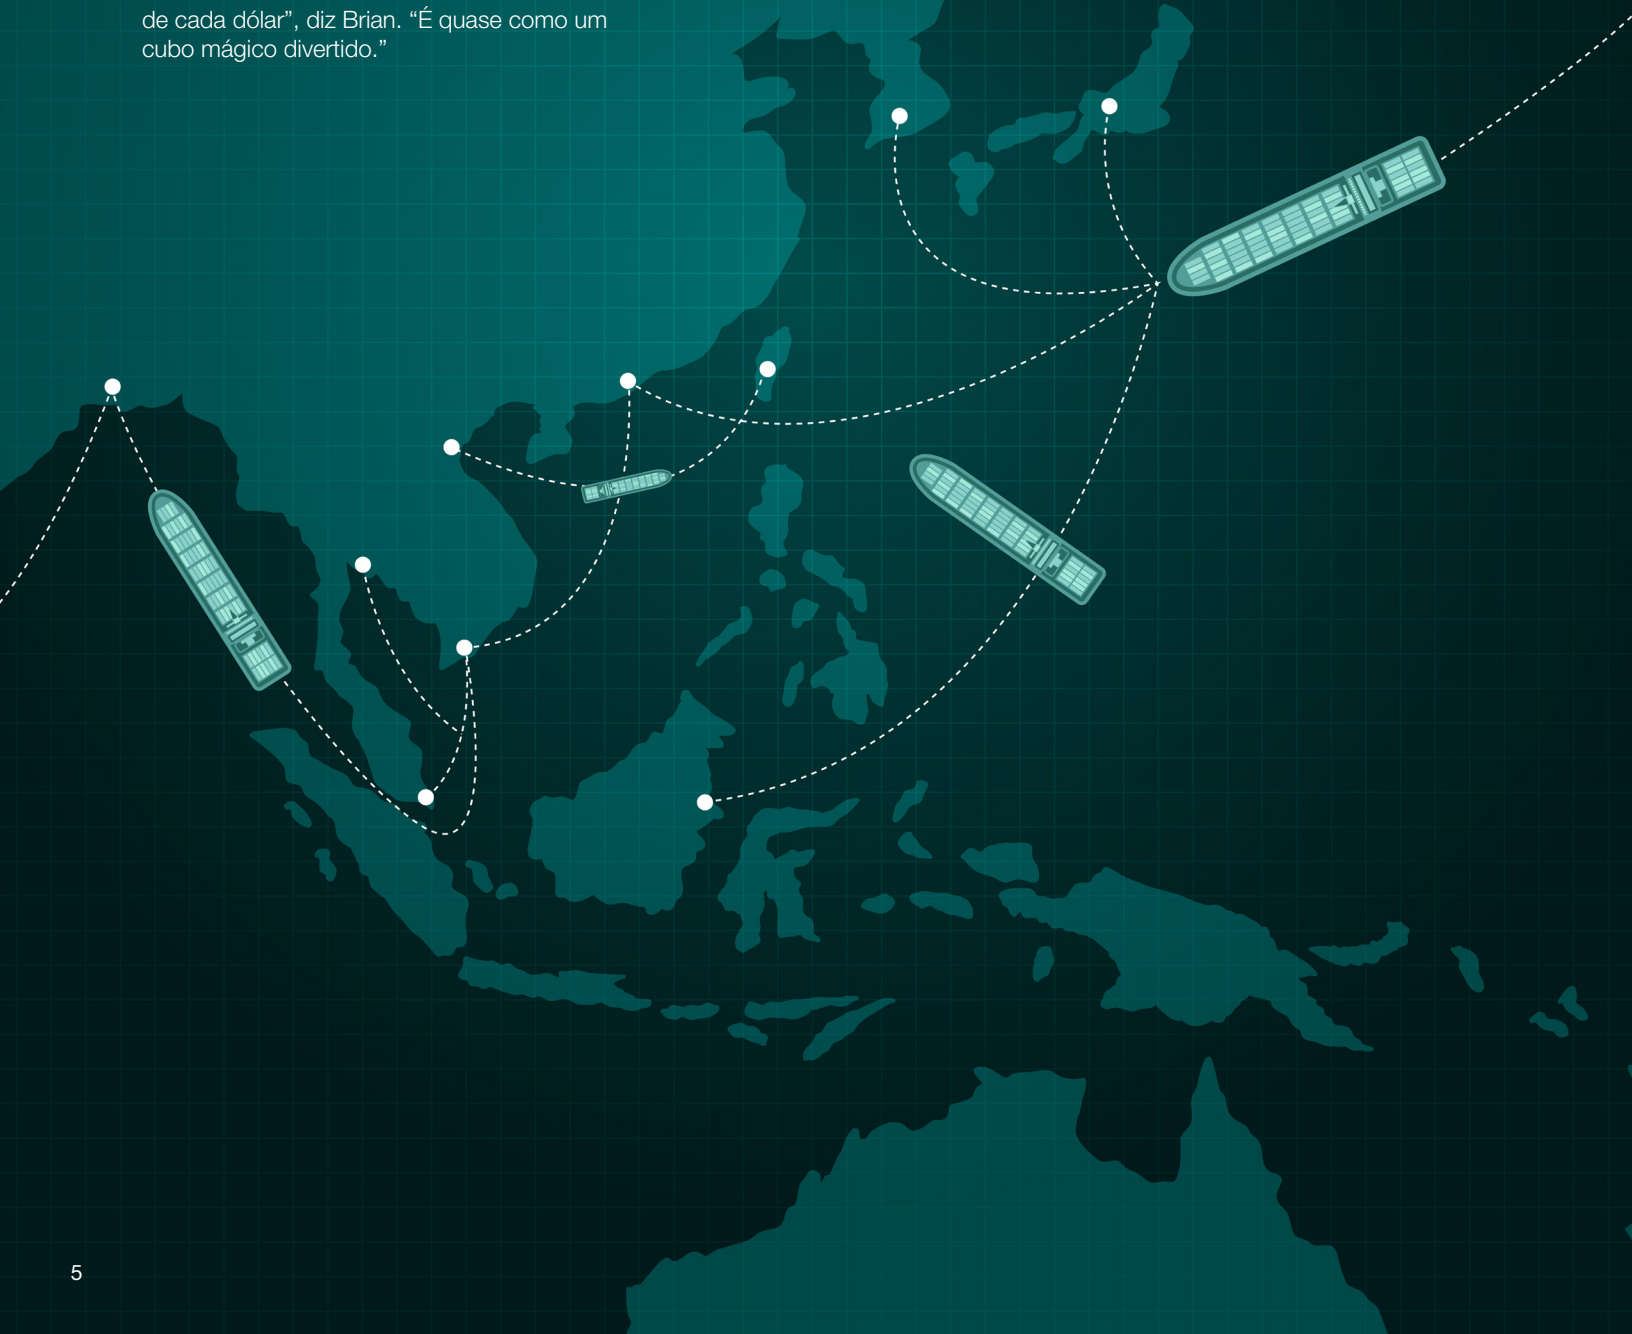 de cada dólar”, diz Brian. “É quase como um
cubo mágico divertido.”
5